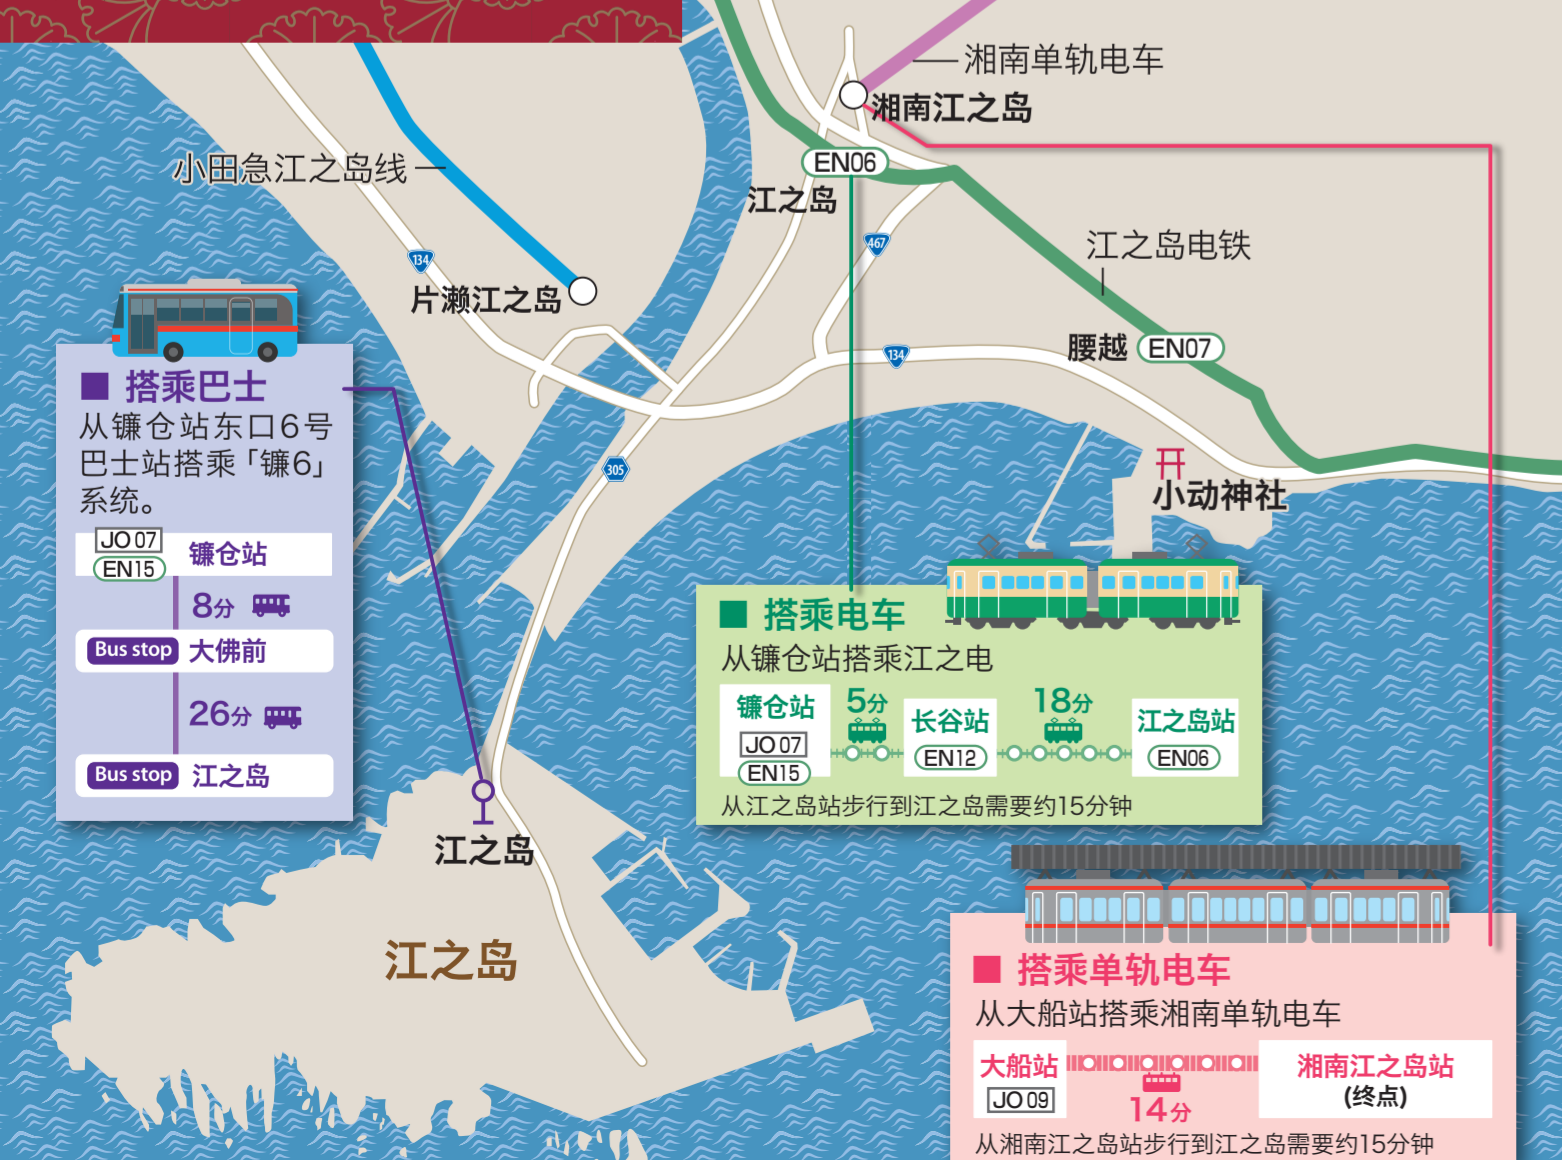 湘南单轨电车
湘南江之岛
EN06
江之岛
小田急江之岛线
134
467
江之岛电铁
片濑江之岛
134
腰越 EN07
305
小动神社
■ 搭乘巴士
从镰仓站东口6号
巴士站搭乘「镰6」
系统。
JO 07
EN15
镰仓站
8分
Bus stop 大佛前
26分
Bus stop 江之岛
■ 搭乘电车
从镰仓站搭乘江之电
镰仓站
JO 07
EN15
5分
长谷站
EN12
18分
江之岛站
EN06
从江之岛站步行到江之岛需要约15分钟
江之岛
江之岛
■ 搭乘单轨电车
从大船站搭乘湘南单轨电车
大船站
JO 09
14分
湘南江之岛站
(终点)
从湘南江之岛站步行到江之岛需要约15分钟